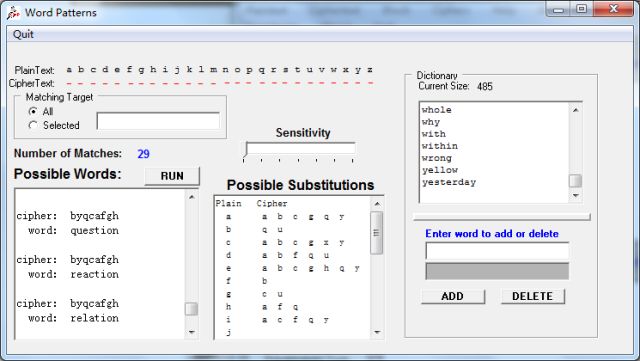 Word Patterns
Quit
PlainText: a b c d e f g h i j k l m n o p q r s t u v w x y z
CipherText: _ _ _ _ _ _ _ _ _ _ _ _ _ _ _ _ _ _ _ _ _ _ _ _ _ _
Matching Target
All
Selected
Number of Matches: 29
Possible Words:
RUN
cipher: byqcafgh
word: question
cipher: byqcafgh
word: reaction
cipher: byqcafgh
word: relation
Sensitivity
Possible Substitutions
Plain Cipher
a a b c g q y
b q u
c a b c g x y
d a b f q u
e a b c g h q y
f b
g c u
h a f q
i a c f q y
j
Dictionary
Current Size: 485
whole
why
with
within
wrong
yellow
yesterday
Enter word to add or delete
ADD
DELETE